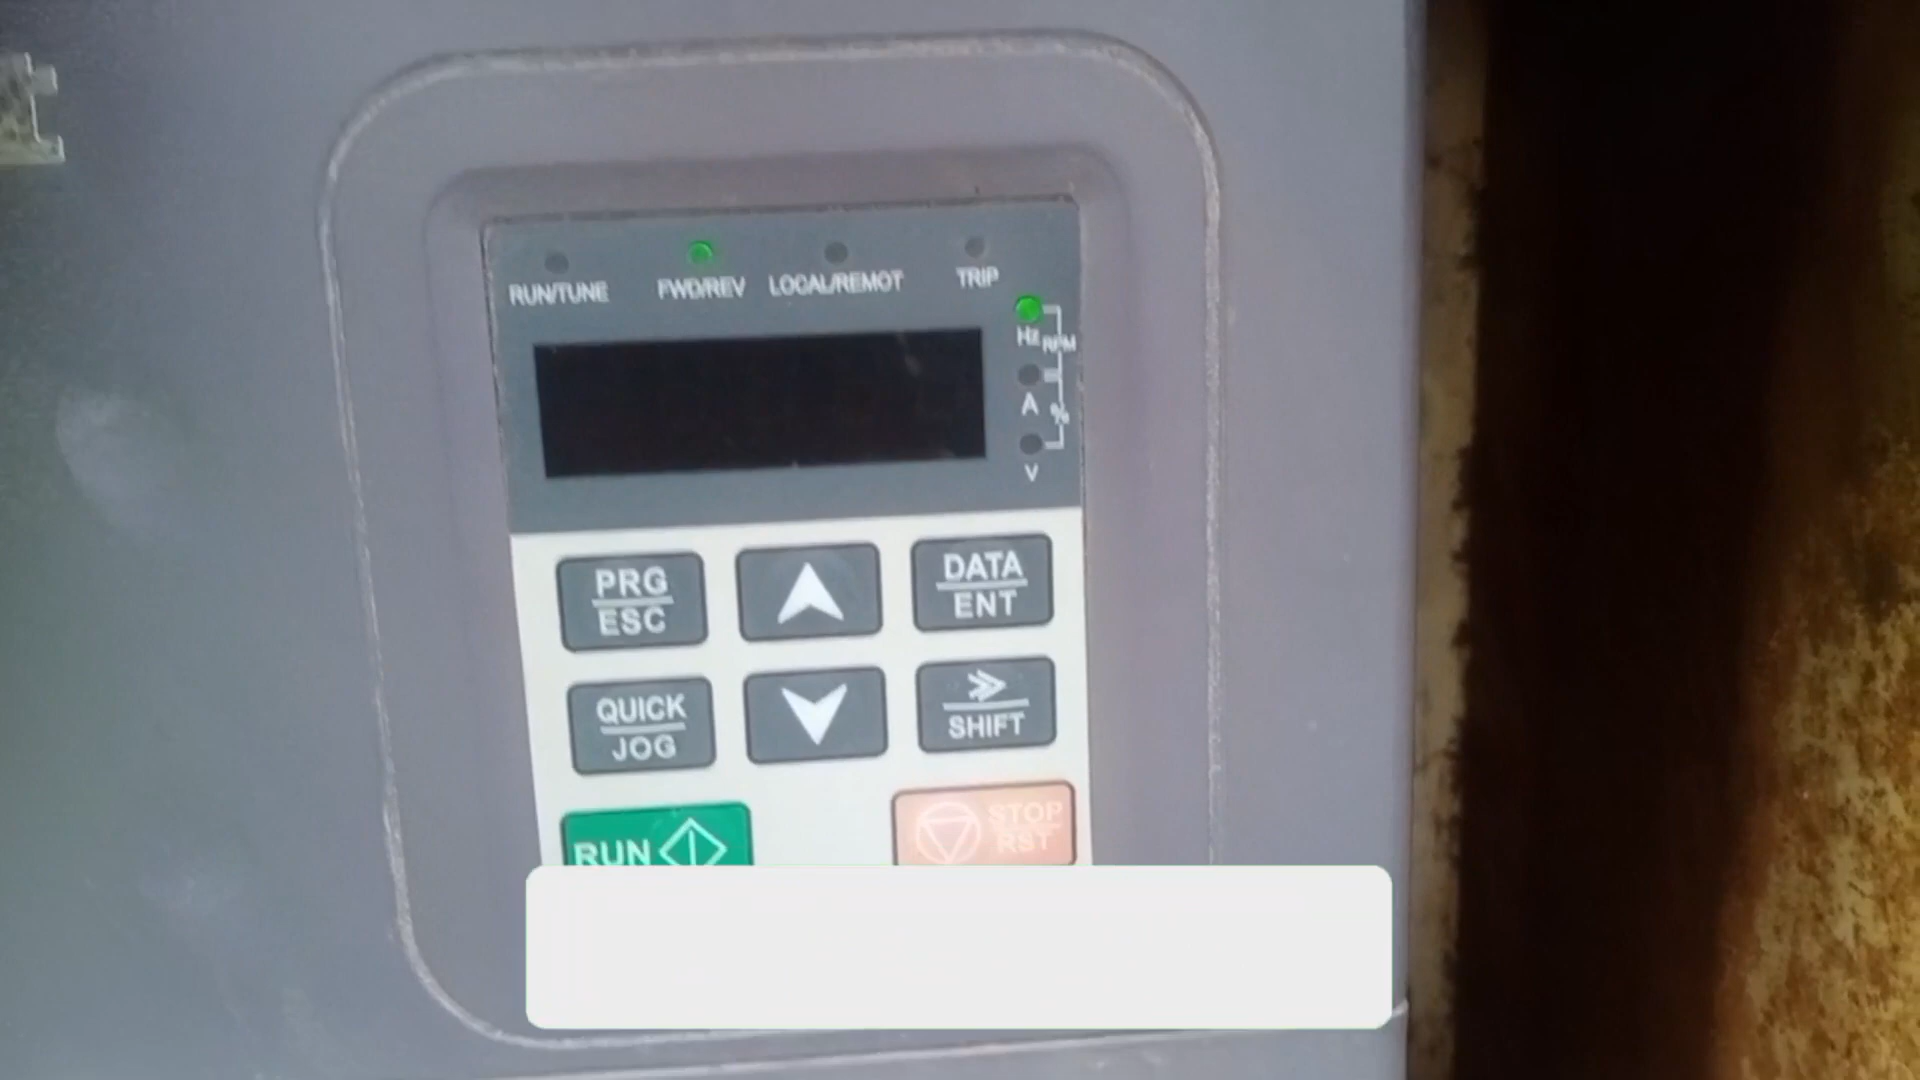 RUN/TUNE FWD/REV LOCAL/REMOT TRIP
Hz RPM
A %
V
PRG DATA
ESC ENT
QUICK
JOG SHIFT
RUN STOP
RST